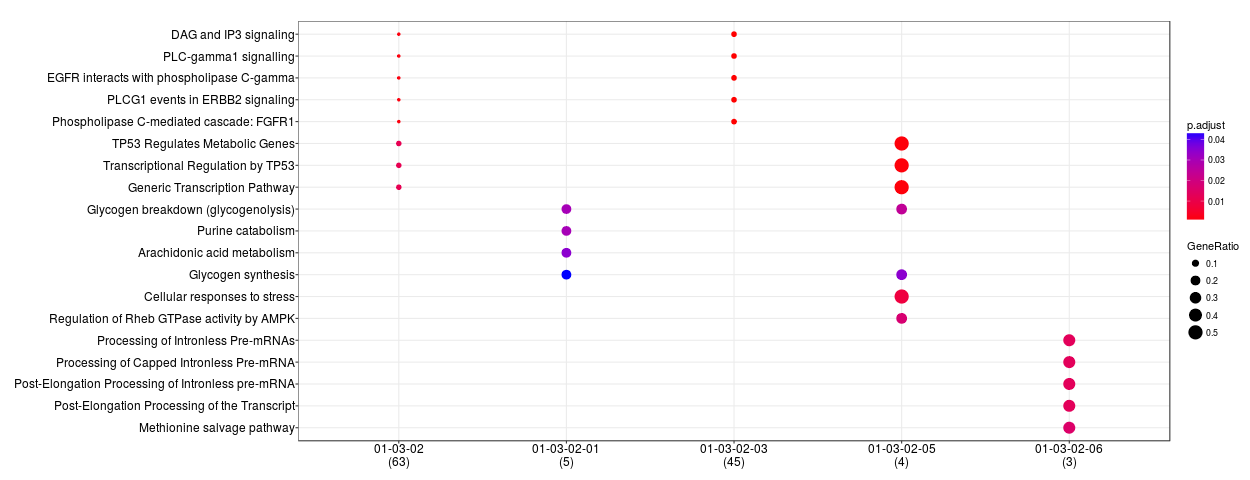 DAG and IP3 signaling
PLC-gamma1 signalling
EGFR interacts with phospholipase C-gamma
PLCG1 events in ERBB2 signaling
Phospholipase C-mediated cascade: FGFR1
TP53 Regulates Metabolic Genes
Transcriptional Regulation by TP53
Generic Transcription Pathway
Glycogen breakdown (glycogenolysis)
Purine catabolism
Arachidonic acid metabolism
Glycogen synthesis
Cellular responses to stress
Regulation of Rheb GTPase activity by AMPK
Processing of Intronless Pre-mRNAs
Processing of Capped Intronless Pre-mRNA
Post-Elongation Processing of Intronless pre-mRNA
Post-Elongation Processing of the Transcript
Methionine salvage pathway
01-03-02
(63)
01-03-02-01
(5)
01-03-02-03
(45)
01-03-02-05
(4)
01-03-02-06
(3)
p.adjust
0.04
0.03
0.02
0.01
GeneRatio
0.1
0.2
0.3
0.4
0.5